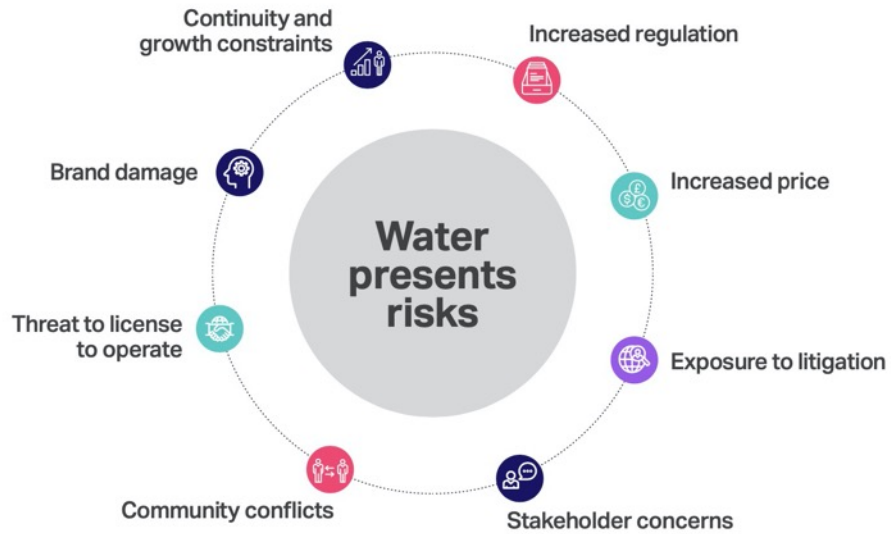 Continuity and
growth constraints
Increased regulation
Brand damage
Increased price
Water
presents
risks
Threat to license
to operate
Exposure to litigation
Community conflicts
Stakeholder concerns
$
£
€